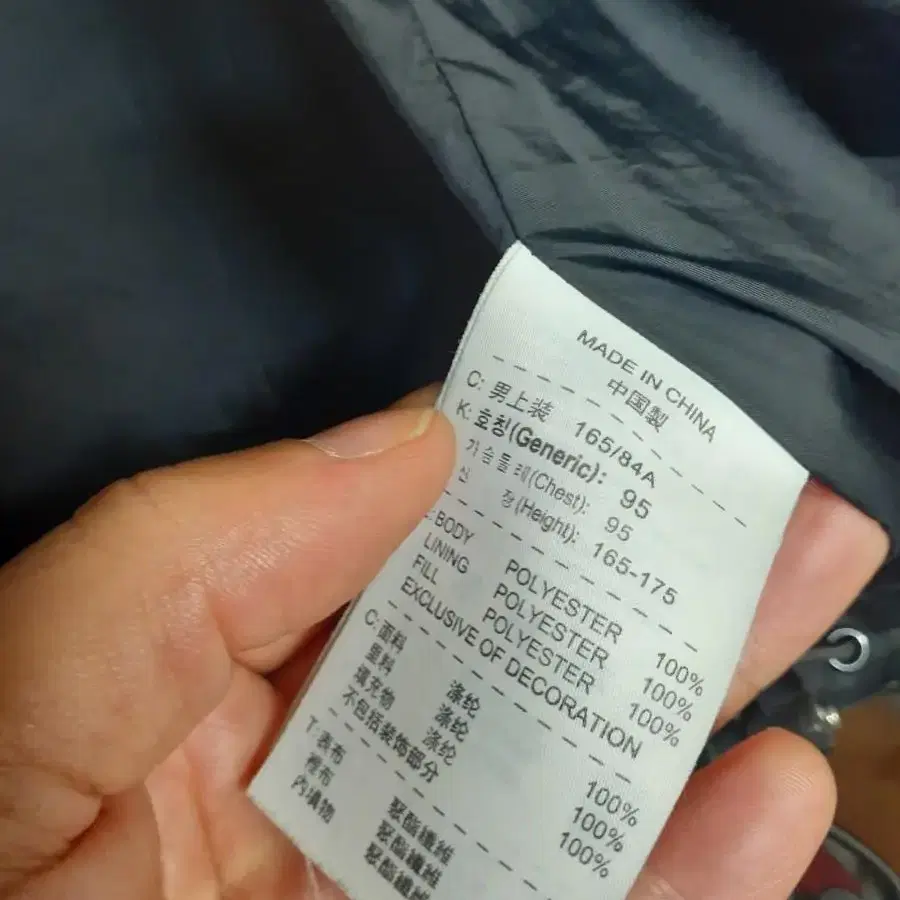 MADE IN CHINA
中国製
C: 男上装 165/84A
K: 호칭(Generic): 95
가슴둘레(Chest): 95
신 장(Height): 165-175
E: BODY POLYESTER 100%
LINING POLYESTER 100%
FILL POLYESTER 100%
EXCLUSIVE OF DECORATION
C: 面料 涤纶 100%
里料 涤纶 100%
填充物 涤纶 100%
不包括装饰部分
T: 表布 聚酯纖維
裡布 聚酯纖維
内填物 聚酯纖維